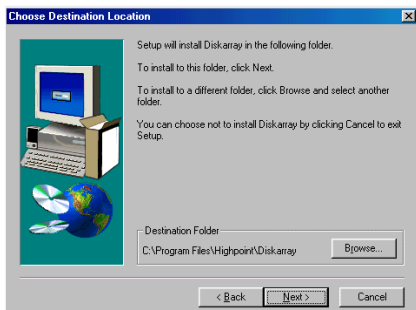 Choose Destination Location
Setup will install Diskarray in the following folder.
To install to this folder, click Next.
To install to a different folder, click Browse and select another
folder.
You can choose not to install Diskarray by clicking Cancel to exit
Setup.
Destination Folder
C:\Program Files\Highpoint\Diskarray
Browse...
< Back
Next >
Cancel